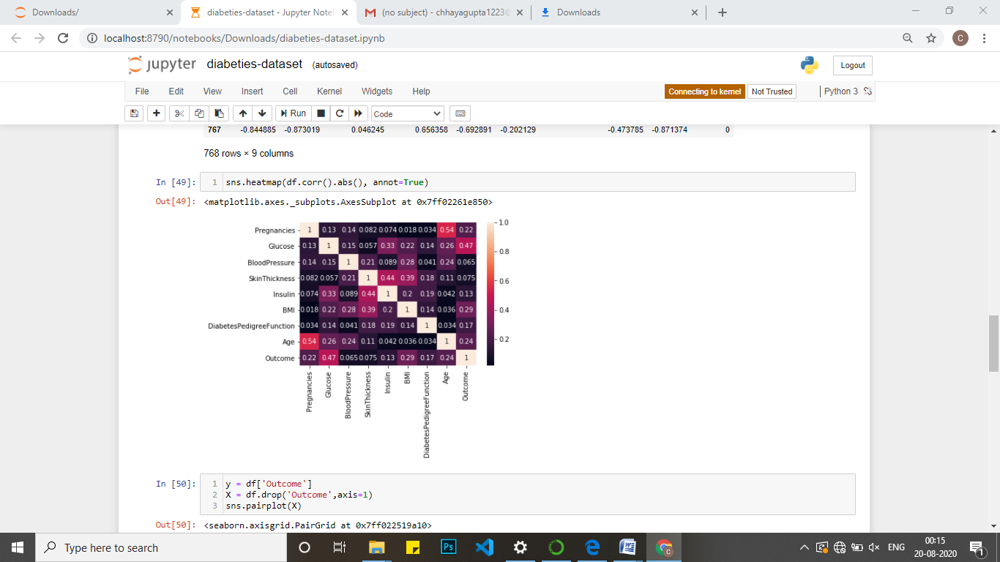 Downloads/
diabeties-dataset - Jupyter Noteb
(no subject) - chhayagupta1223@
Downloads
localhost:8790/notebooks/Downloads/diabeties-dataset.ipynb
C
jupyter diabeties-dataset (autosaved)
Logout
File Edit View Insert Cell Kernel Widgets Help
Connecting to kernel Not Trusted Python 3
Run Code
767 -0.844885 -0.873019 0.046245 0.656358 -0.692891 -0.202129 -0.473785 -0.871374 0
768 rows × 9 columns
In [49]: 1 sns.heatmap(df.corr().abs(), annot=True)
Out[49]: <matplotlib.axes._subplots.AxesSubplot at 0x7ff02261e850>
Pregnancies 1 0.13 0.14 0.082 0.074 0.018 0.034 0.54 0.22
Glucose 0.13 1 0.15 0.057 0.33 0.22 0.14 0.26 0.47
BloodPressure 0.14 0.15 1 0.21 0.089 0.28 0.041 0.24 0.065
SkinThickness 0.082 0.057 0.21 1 0.44 0.39 0.18 0.11 0.075
Insulin 0.074 0.33 0.089 0.44 1 0.2 0.19 0.042 0.13
BMI 0.018 0.22 0.28 0.39 0.2 1 0.14 0.036 0.29
DiabetesPedigreeFunction 0.034 0.14 0.041 0.18 0.19 0.14 1 0.034 0.17
Age 0.54 0.26 0.24 0.11 0.042 0.036 0.034 1 0.24
Outcome 0.22 0.47 0.065 0.075 0.13 0.29 0.17 0.24 1
Pregnancies
Glucose
BloodPressure
SkinThickness
Insulin
BMI
DiabetesPedigreeFunction
Age
Outcome
1.0
0.8
0.6
0.4
0.2
In [50]: 1 y = df['Outcome']
2 X = df.drop('Outcome',axis=1)
3 sns.pairplot(X)
Out[50]: <seaborn.axisgrid.PairGrid at 0x7ff022519a10>
Type here to search
Ps
ENG
00:15
20-08-2020
1